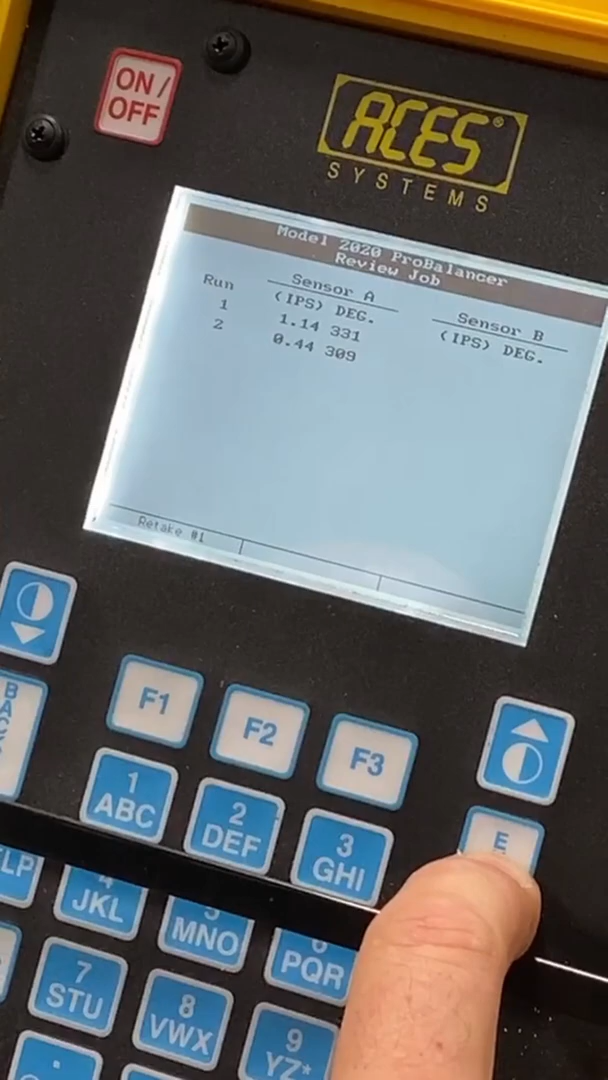 ON /
OFF
ACES®
SYSTEMS
Model 2020 ProBalancer
Review Job
Run Sensor A Sensor B
(IPS) DEG. (IPS) DEG.
1 1.14 331
2 0.44 309
Retake #1
F1 F2 F3
1 ABC
2 DEF
3 GHI
E
JKL
MNO
PQR
7 STU
8 VWX
9 YZ*